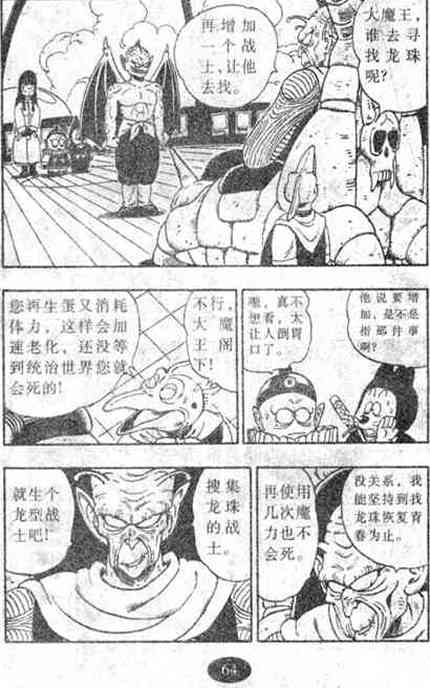 大魔王，
谁去寻
找龙珠
呢?
再增加
一个战
士，让他
去找。
他说要增
加，是不是
指那件事
啊?
嗯，真不
想看，太
让人倒胃
口了。
不行，
大魔
王阁
下!
您再生蛋又消耗
体力，这样会加
速老化，还没等
到统治世界您就
会死的!
没关系，我
能坚持到找
龙珠恢复青
春为止。
再使用
几次魔
力也不
会死。
搜集
龙珠
的战
士。
就生个
龙型战
士吧!
64